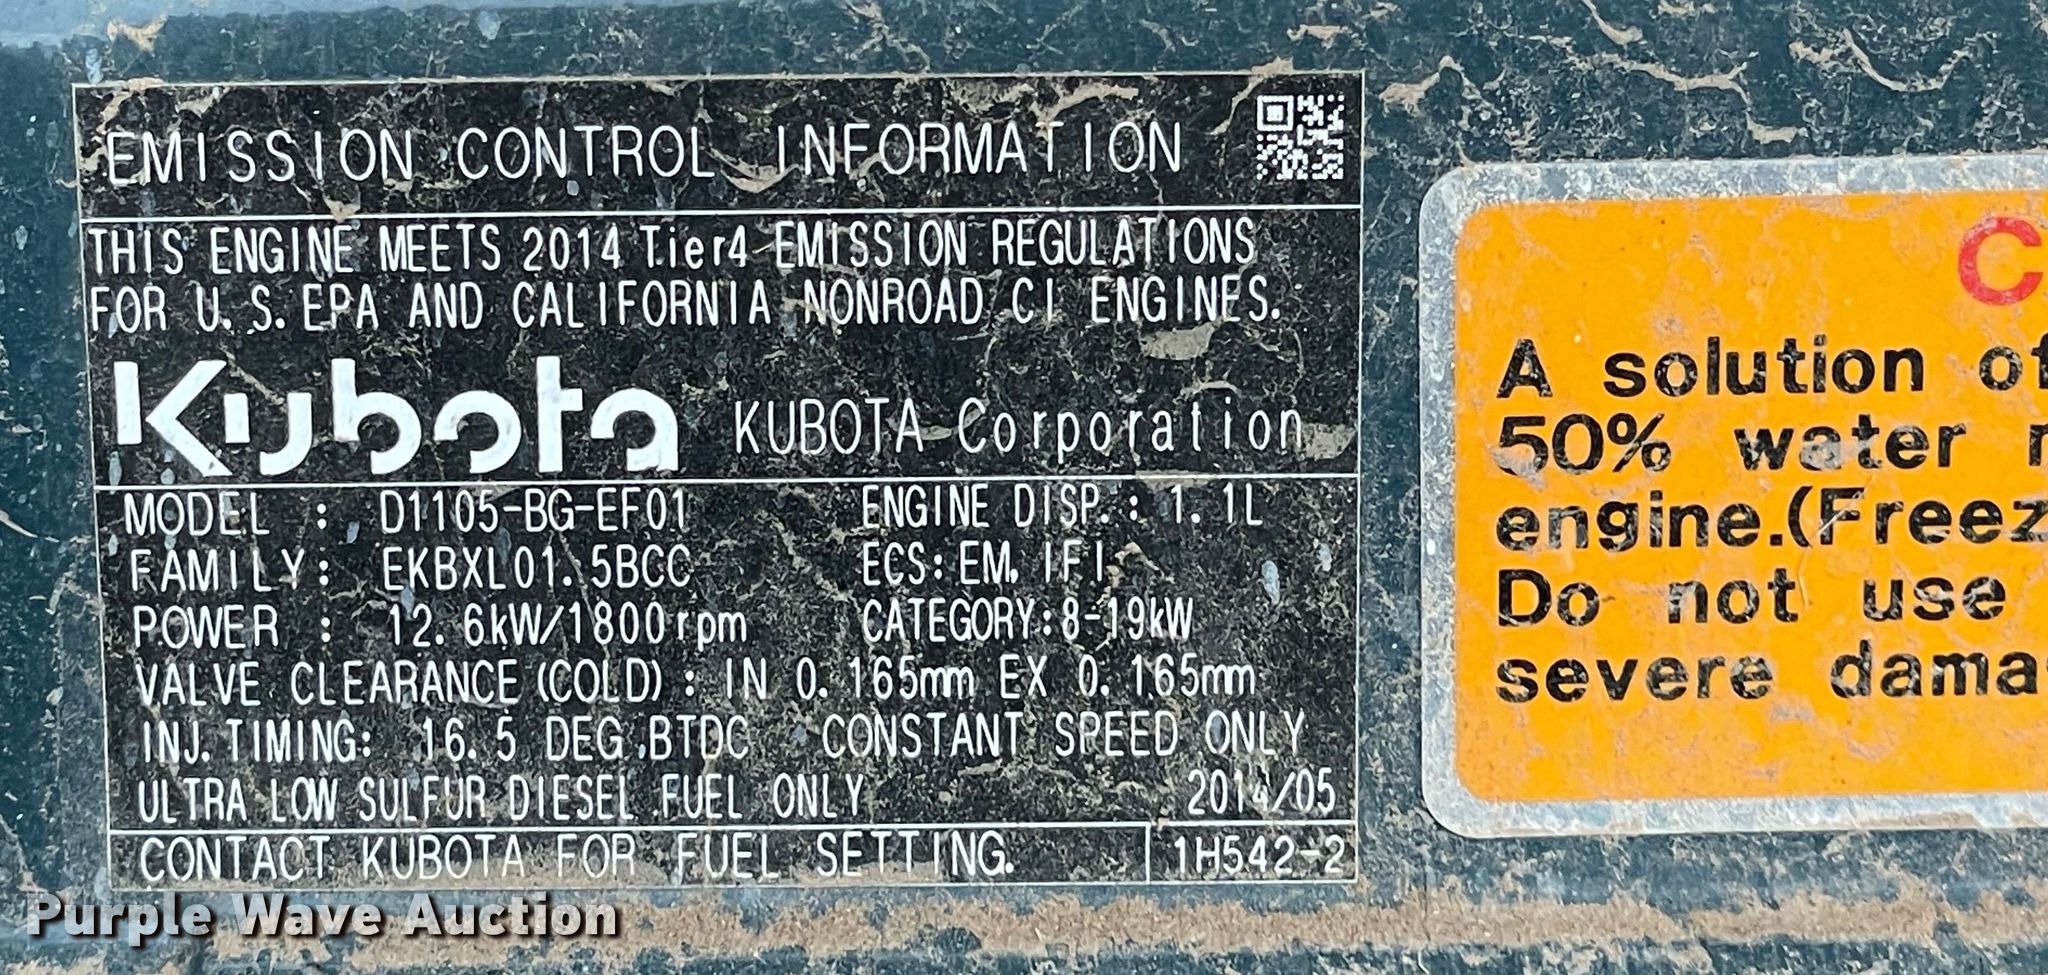 EMISSION CONTROL INFORMATION
THIS ENGINE MEETS 2014 Tier4 EMISSION REGULATIONS
FOR U.S.EPA AND CALIFORNIA NONROAD CI ENGINES.
Kubota KUBOTA Corporation
MODEL : D1105-BG-EF01 ENGINE DISP.: 1.1L
FAMILY: EKBXL01.5BCC ECS:EM, IFI
POWER : 12.6kW/1800rpm CATEGORY:8-19kW
VALVE CLEARANCE(COLD): IN 0.165mm EX 0.165mm
INJ.TIMING: 16.5 DEG.BTDC CONSTANT SPEED ONLY
ULTRA LOW SULFUR DIESEL FUEL ONLY 2014/05
CONTACT KUBOTA FOR FUEL SETTING. 1H542-2
C
A solution of
50% water
engine.(Freez
Do not use
severe dama
Purple Wave Auction